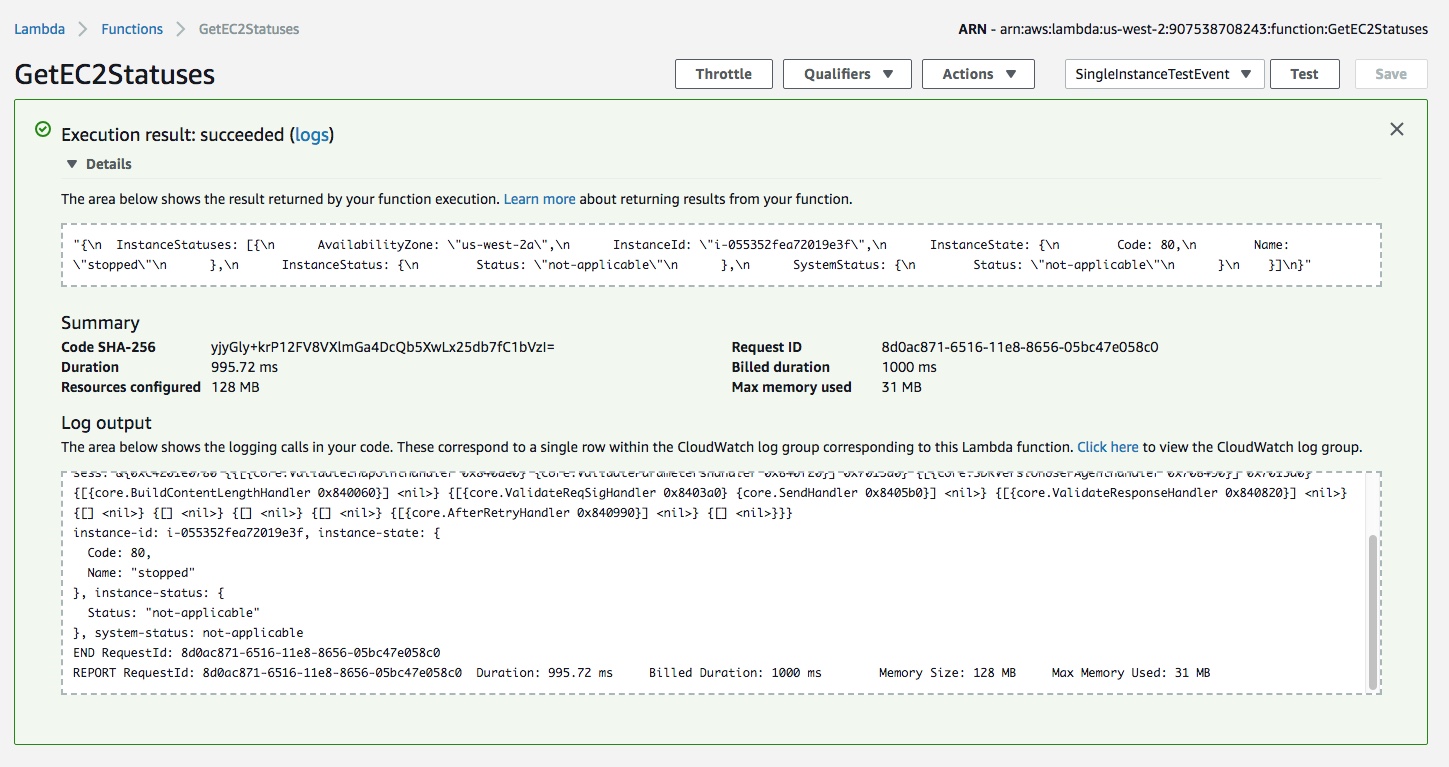 Lambda > Functions > GetEC2Statuses
ARN - arn:aws:lambda:us-west-2:907538708243:function:GetEC2Statuses
GetEC2Statuses
Throttle
Qualifiers
Actions
SingleInstanceTestEvent
Test
Save
Execution result: succeeded (logs)
Details
The area below shows the result returned by your function execution. Learn more about returning results from your function.
"{\n  InstanceStatuses: [{\n      AvailabilityZone: \"us-west-2a\",\n      InstanceId: \"i-055352fea72019e3f\",\n      InstanceState: {\n        Code: 80,\n        Name:
\"stopped\"\n      },\n      InstanceStatus: {\n        Status: \"not-applicable\"\n      },\n      SystemStatus: {\n        Status: \"not-applicable\"\n      }\n    }]\n}"
Summary
Code SHA-256 yjyGly+krP12FV8VXlmGa4DcQb5XwLx25db7fC1bVzI=
Request ID 8d0ac871-6516-11e8-8656-05bc47e058c0
Duration 995.72 ms
Billed duration 1000 ms
Resources configured 128 MB
Max memory used 31 MB
Log output
The area below shows the logging calls in your code. These correspond to a single row within the CloudWatch log group corresponding to this Lambda function. Click here to view the CloudWatch log group.
{[{core.BuildContentLengthHandler 0x840060}] <nil>} {[{core.ValidateReqSigHandler 0x8403a0} {core.SendHandler 0x8405b0}] <nil>} {[{core.ValidateResponseHandler 0x840820}] <nil>}
{[] <nil>} {[] <nil>} {[] <nil>} {[] <nil>} {[{core.AfterRetryHandler 0x840990}] <nil>} {[] <nil>}}}
instance-id: i-055352fea72019e3f, instance-state: {
  Code: 80,
  Name: "stopped"
}, instance-status: {
  Status: "not-applicable"
}, system-status: not-applicable
END RequestId: 8d0ac871-6516-11e8-8656-05bc47e058c0
REPORT RequestId: 8d0ac871-6516-11e8-8656-05bc47e058c0  Duration: 995.72 ms     Billed Duration: 1000 ms        Memory Size: 128 MB     Max Memory Used: 31 MB